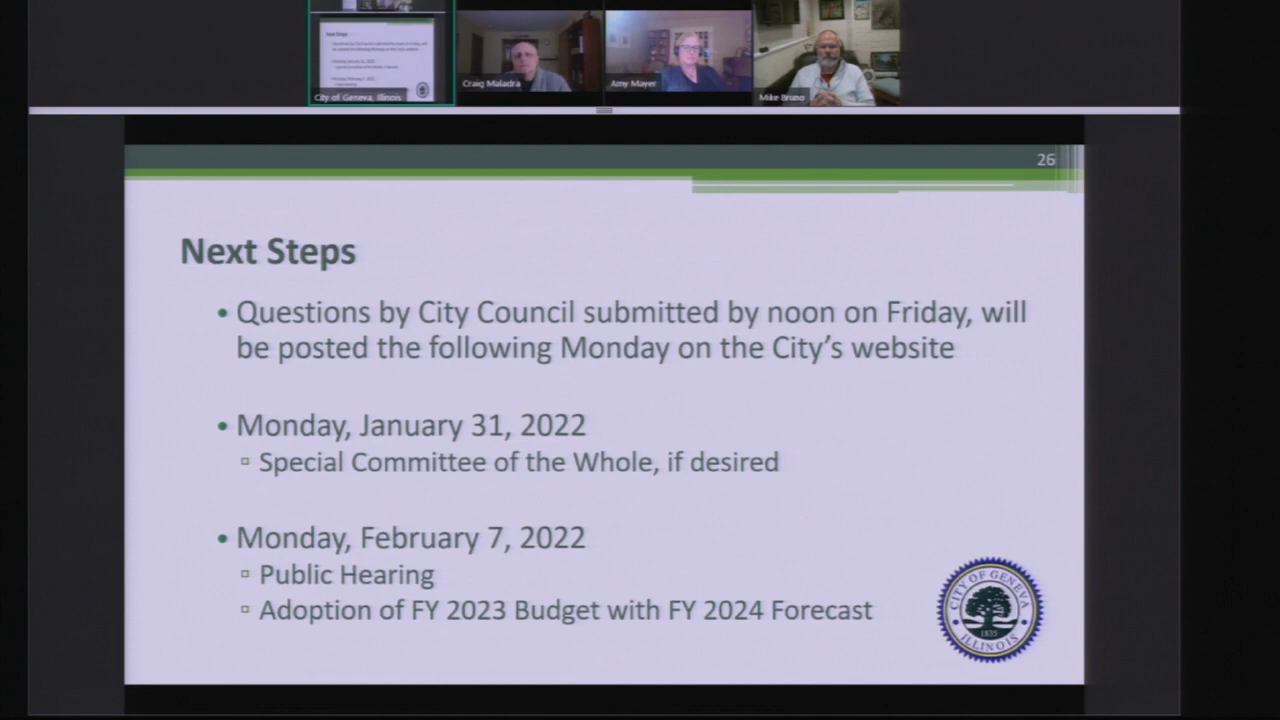 City of Geneva, Illinois
Craig Maladra
Amy Mayer
Mike Bruno
26
Next Steps
• Questions by City Council submitted by noon on Friday, will
be posted the following Monday on the City's website
• Monday, January 31, 2022
▫ Special Committee of the Whole, if desired
• Monday, February 7, 2022
▫ Public Hearing
▫ Adoption of FY 2023 Budget with FY 2024 Forecast
CITY OF GENEVA
1835
ILLINOIS